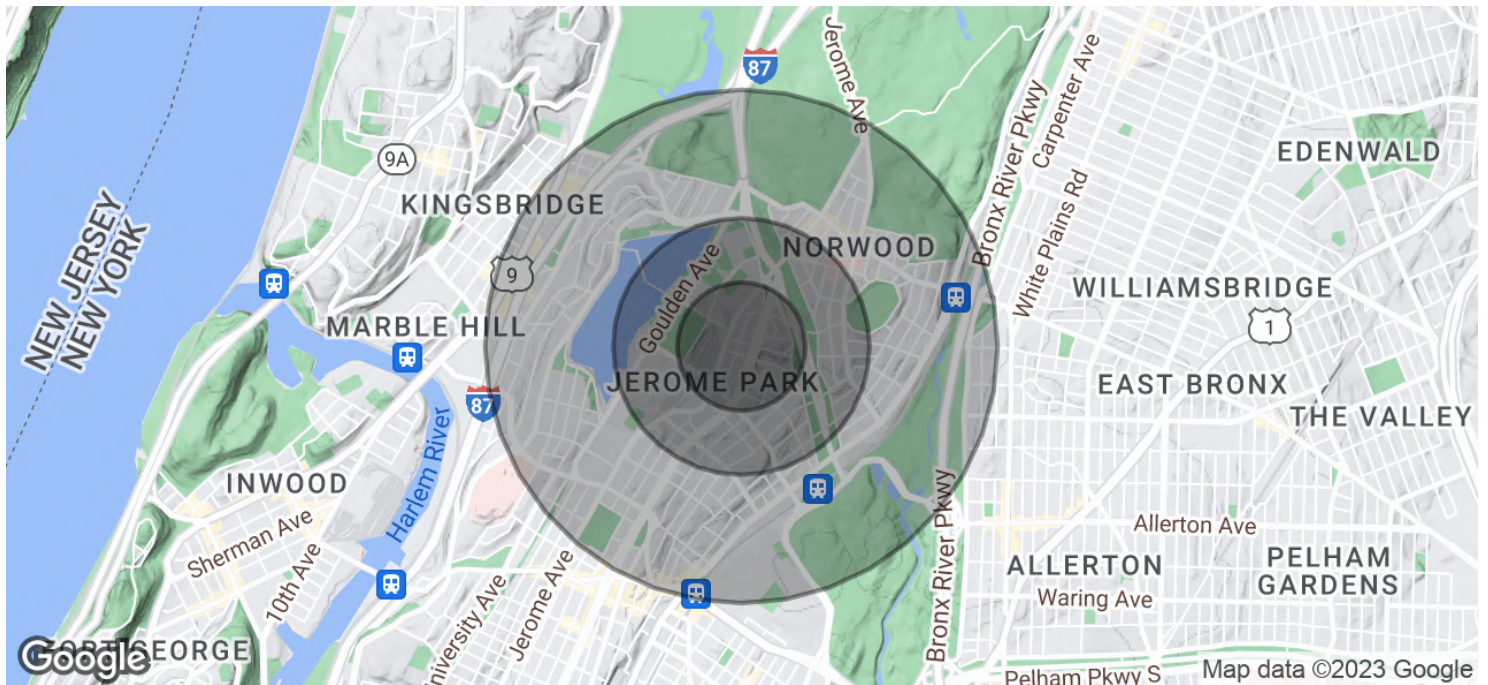 87
Jerome Ave
Bronx River Pkwy
Carpenter Ave
9A
EDENWALD
KINGSBRIDGE
White Plains Rd
NEW JERSEY
NEW YORK
NORWOOD
9
Goulden Ave
WILLIAMSBRIDGE
1
MARBLE HILL
JEROME PARK
EAST BRONX
87
THE VALLEY
INWOOD
Harlem River
Sherman Ave
10th Ave
Bronx River Pkwy
Allerton Ave
ALLERTON
PELHAM
GARDENS
Waring Ave
University Ave
Jerome Ave
FORT GEORGE
Google
Pelham Pkwy S
Map data ©2023 Google